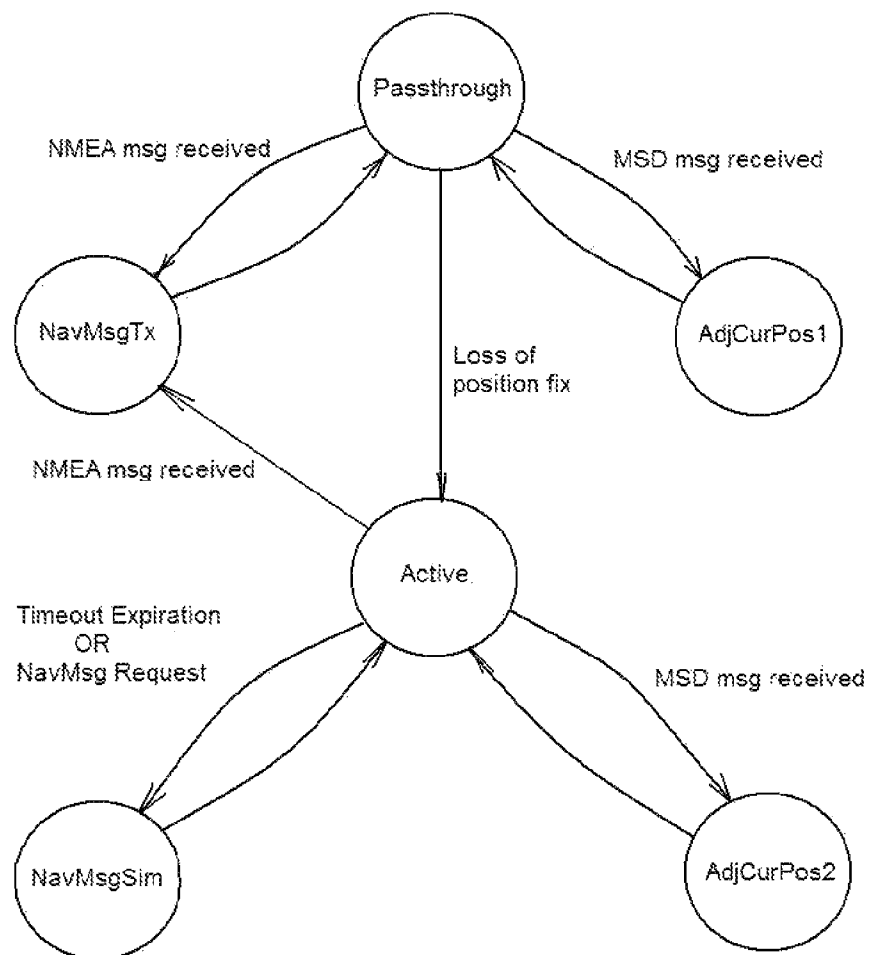 Passthrough
NMEA msg received
MSD msg received
NavMsgTx
AdjCurPos1
Loss of
position fix
NMEA msg received
Active
Timeout Expiration
OR
NavMsg Request
MSD msg received
NavMsgSim
AdjCurPos2